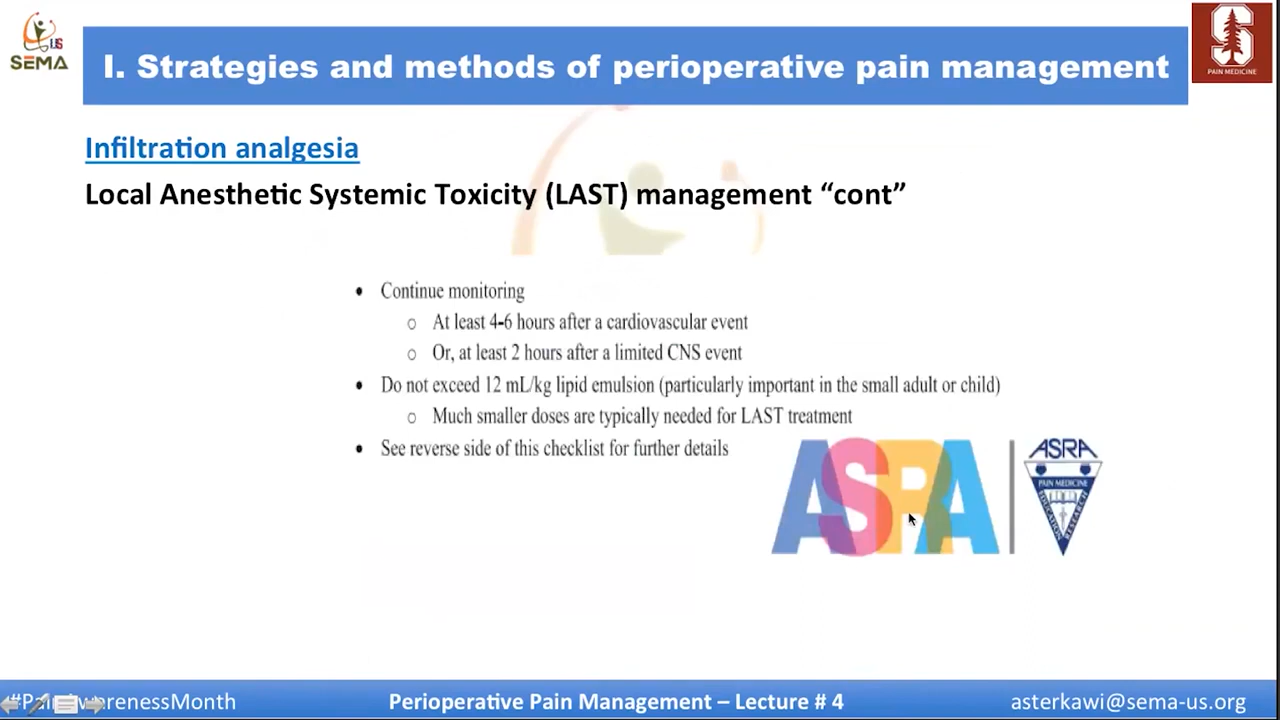 SEMA
US
I. Strategies and methods of perioperative pain management
S
PAIN MEDICINE
Infiltration analgesia
Local Anesthetic Systemic Toxicity (LAST) management “cont”
• Continue monitoring
o At least 4-6 hours after a cardiovascular event
o Or, at least 2 hours after a limited CNS event
• Do not exceed 12 mL/kg lipid emulsion (particularly important in the small adult or child)
o Much smaller doses are typically needed for LAST treatment
• See reverse side of this checklist for further details
ASRA
ASRA
PAIN MEDICINE
EDUCATION
RESEARCH
#PainAwarenessMonth
Perioperative Pain Management – Lecture # 4
asterkawi@sema-us.org